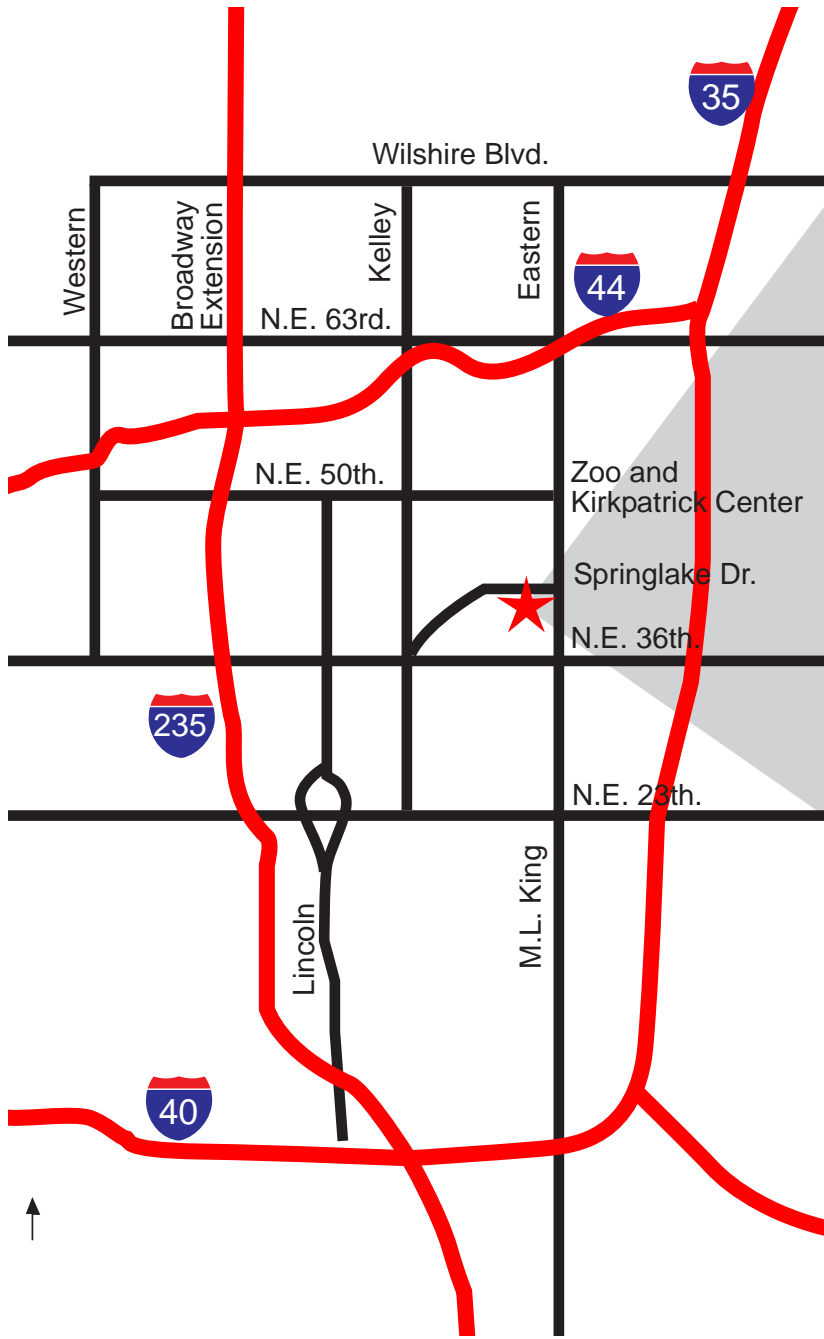 35
Wilshire Blvd.
Western
Broadway
Extension
Kelley
Eastern
44
N.E. 63rd.
N.E. 50th.
Zoo and
Kirkpatrick Center
Springlake Dr.
N.E. 36th.
235
N.E. 23th.
M.L. King
Lincoln
40